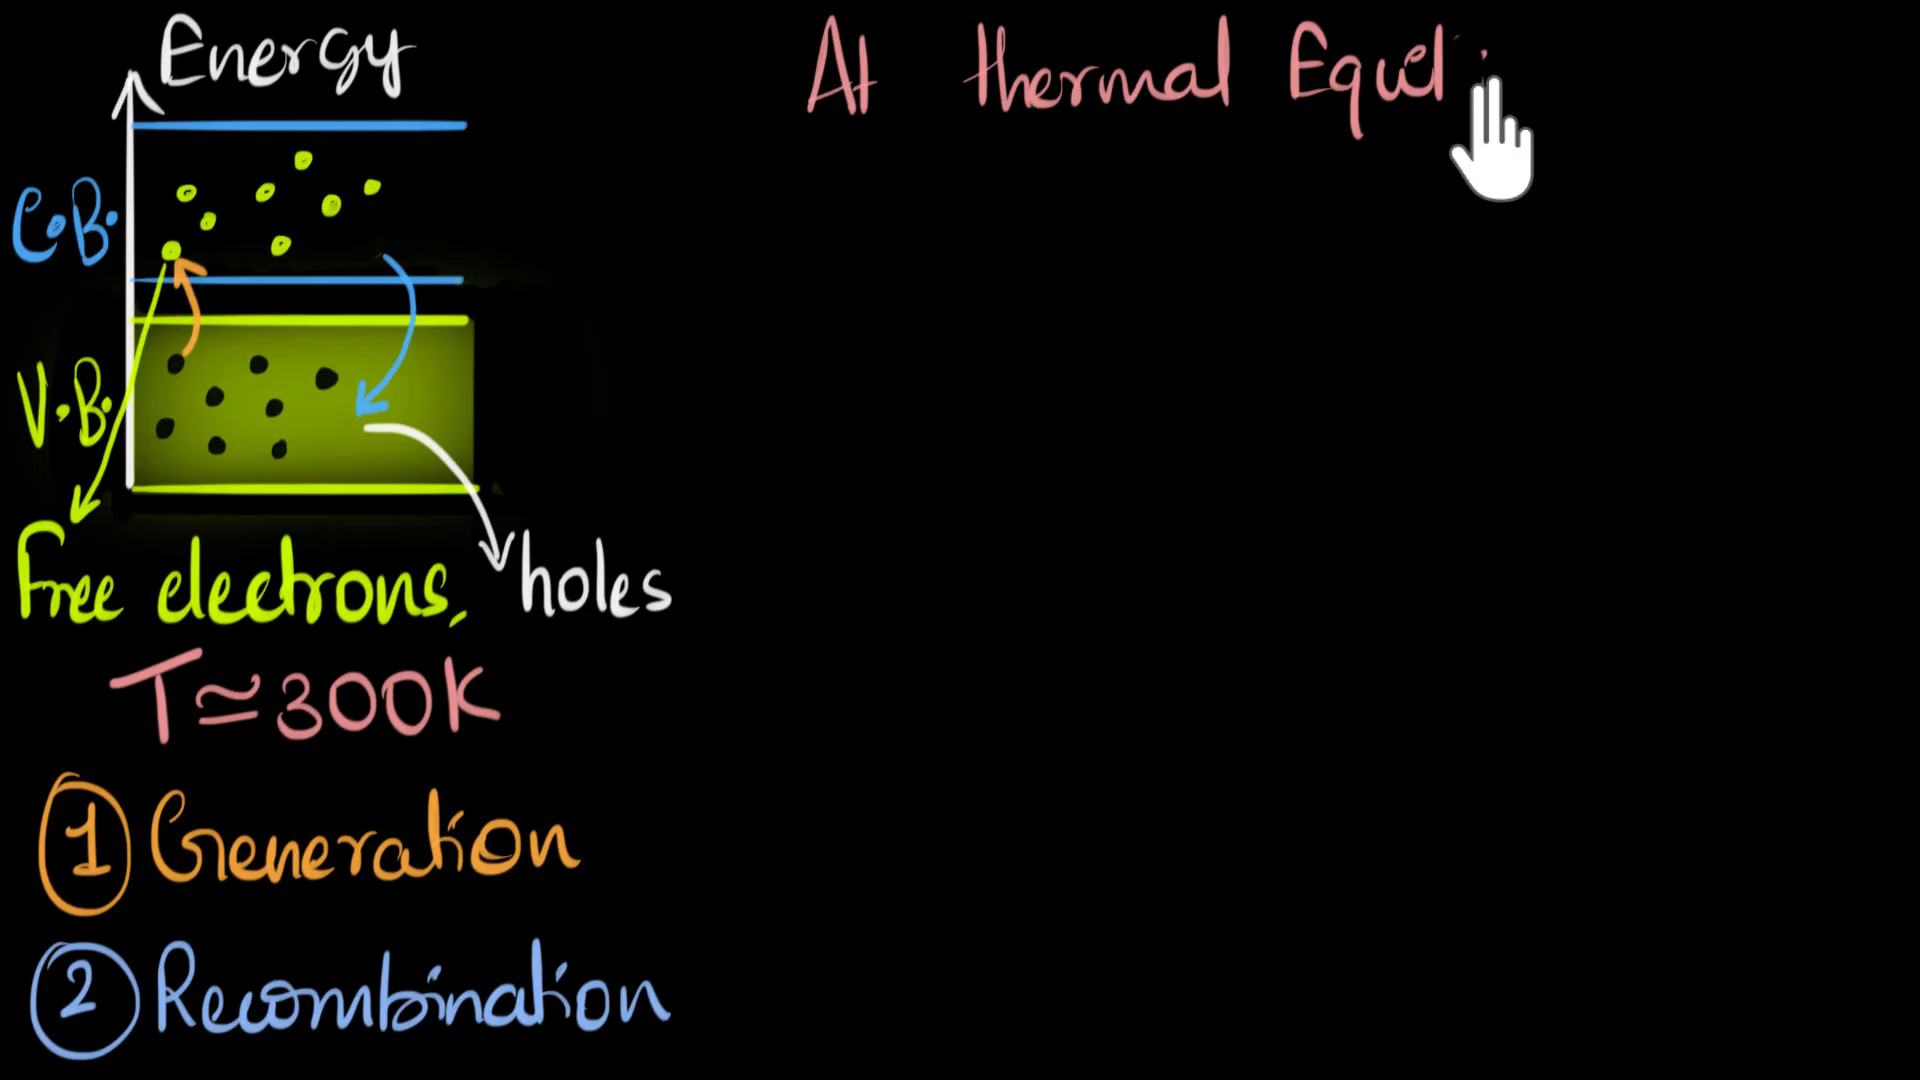 Energy
At thermal Equil
C.B.
V.B.
Free electrons, holes
T≃300K
1 Generation
2 Recombination